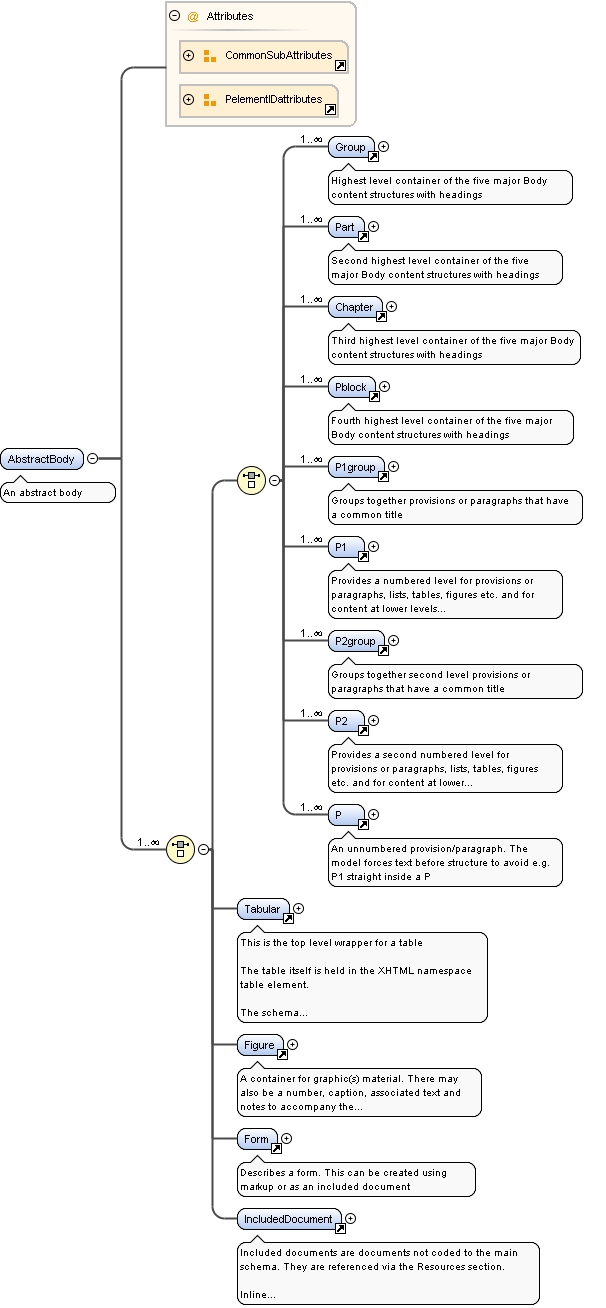 Attributes
CommonSubAttributes
PelementIDattributes
1..∞
Group
Highest level container of the five major Body
content structures with headings
1..∞
Part
Second highest level container of the five
major Body content structures with headings
1..∞
Chapter
Third highest level container of the five major Body
content structures with headings
1..∞
Pblock
Fourth highest level container of the five major
Body content structures with headings
AbstractBody
An abstract body
1..∞
P1group
Groups together provisions or paragraphs that have
a common title
1..∞
P1
Provides a numbered level for provisions or
paragraphs, lists, tables, figures etc. and for
content at lower levels...
1..∞
P2group
Groups together second level provisions or
paragraphs that have a common title
1..∞
P2
Provides a second numbered level for
provisions or paragraphs, lists, tables, figures
etc. and for content at lower...
1..∞
P
An unnumbered provision/paragraph. The
model forces text before structure to avoid e.g.
P1 straight inside a P
1..∞
Tabular
This is the top level wrapper for a table
The table itself is held in the XHTML namespace
table element.
The schema...
Figure
A container for graphic(s) material. There may
also be a number, caption, associated text and
notes to accompany the...
Form
Describes a form. This can be created using
markup or as an included document
IncludedDocument
Included documents are documents not coded to the main
schema. They are referenced via the Resources section.
Inline...